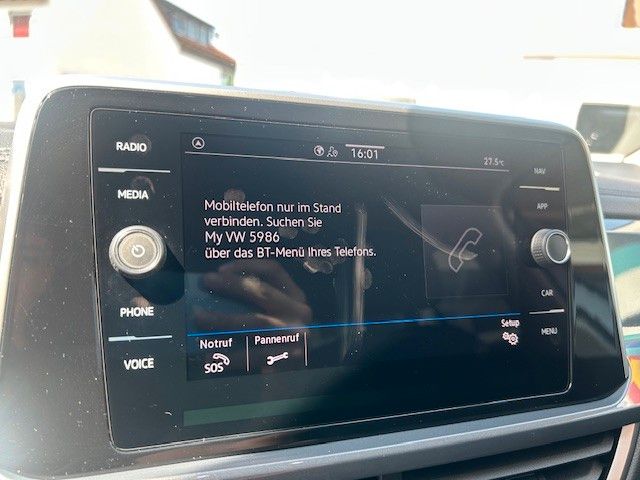 RADIO
MEDIA
PHONE
VOICE
16:01
27.5°C
Mobiltelefon nur im Stand
verbinden. Suchen Sie
My VW 5986
über das BT-Menü Ihres Telefons.
Notruf
SOS
Pannenruf
Setup
NAV
APP
CAR
MENU